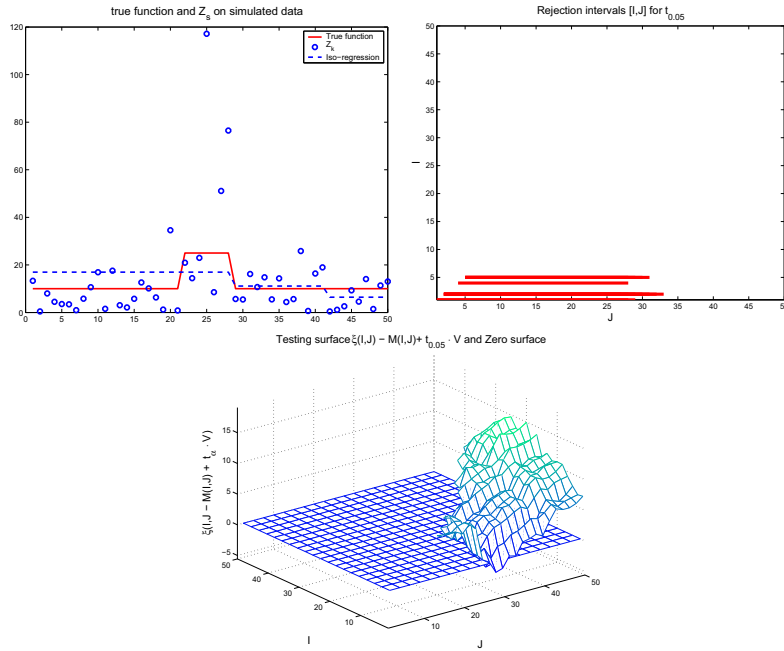 true function and Z_s on simulated data
120
100
80
60
40
20
0
0 5 10 15 20 25 30 35 40 45 50
True function
Z_k
Iso-regression
Rejection intervals [I,J] for t_0.05
I
50
45
40
35
30
25
20
15
10
5
5 10 15 20 25 30 35 40 45 50
J
Testing surface ξ(I,J) − M(I,J)+ t_0.05 · V and Zero surface
ξ(I,J − M(I,J) + t_α · V)
15
10
5
0
−5
50
40
30
20
10
I
10
20
30
40
50
J